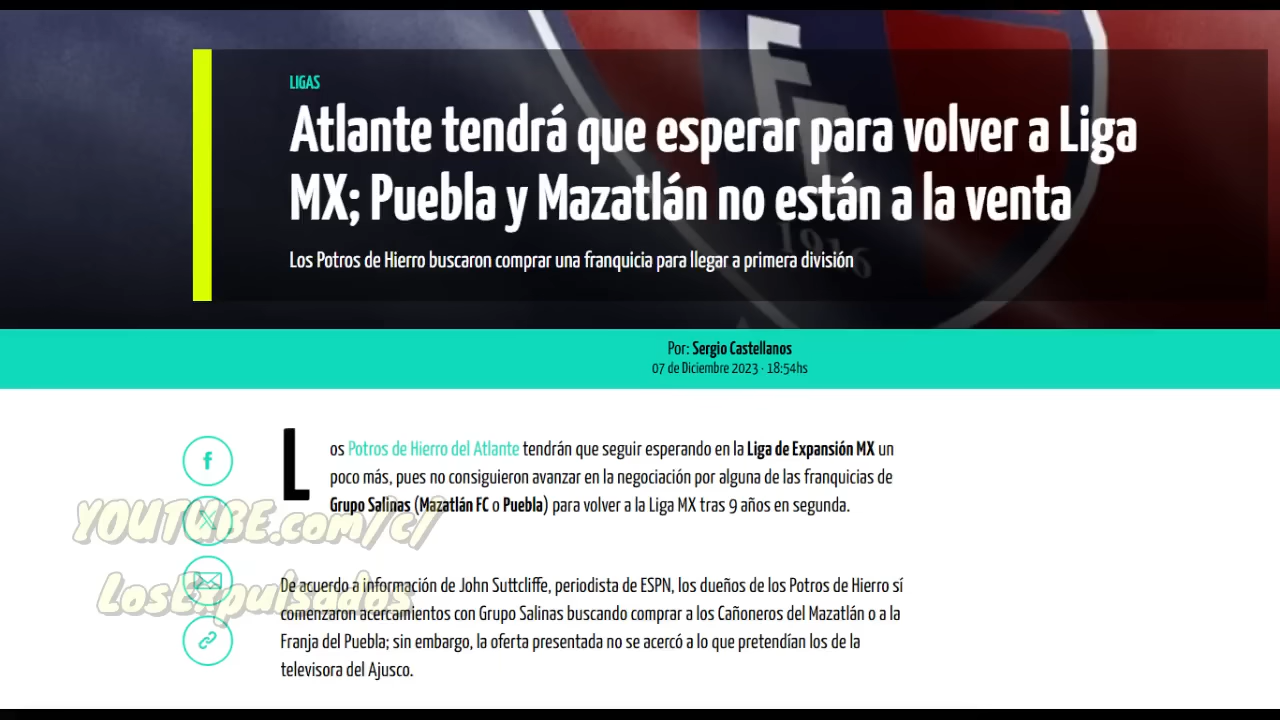 LIGAS
Atlante tendrá que esperar para volver a Liga
MX; Puebla y Mazatlán no están a la venta
Los Potros de Hierro buscaron comprar una franquicia para llegar a primera división
1916
Por: Sergio Castellanos
07 de Diciembre 2023 · 18:54hs
Los Potros de Hierro del Atlante tendrán que seguir esperando en la Liga de Expansión MX un
poco más, pues no consiguieron avanzar en la negociación por alguna de las franquicias de
Grupo Salinas (Mazatlán FC o Puebla) para volver a la Liga MX tras 9 años en segunda.
YOUTUBE.com/c/
LosExpulsados
De acuerdo a información de John Suttcliffe, periodista de ESPN, los dueños de los Potros de Hierro sí
comenzaron acercamientos con Grupo Salinas buscando comprar a los Cañoneros del Mazatlán o a la
Franja del Puebla; sin embargo, la oferta presentada no se acercó a lo que pretendían los de la
televisora del Ajusco.